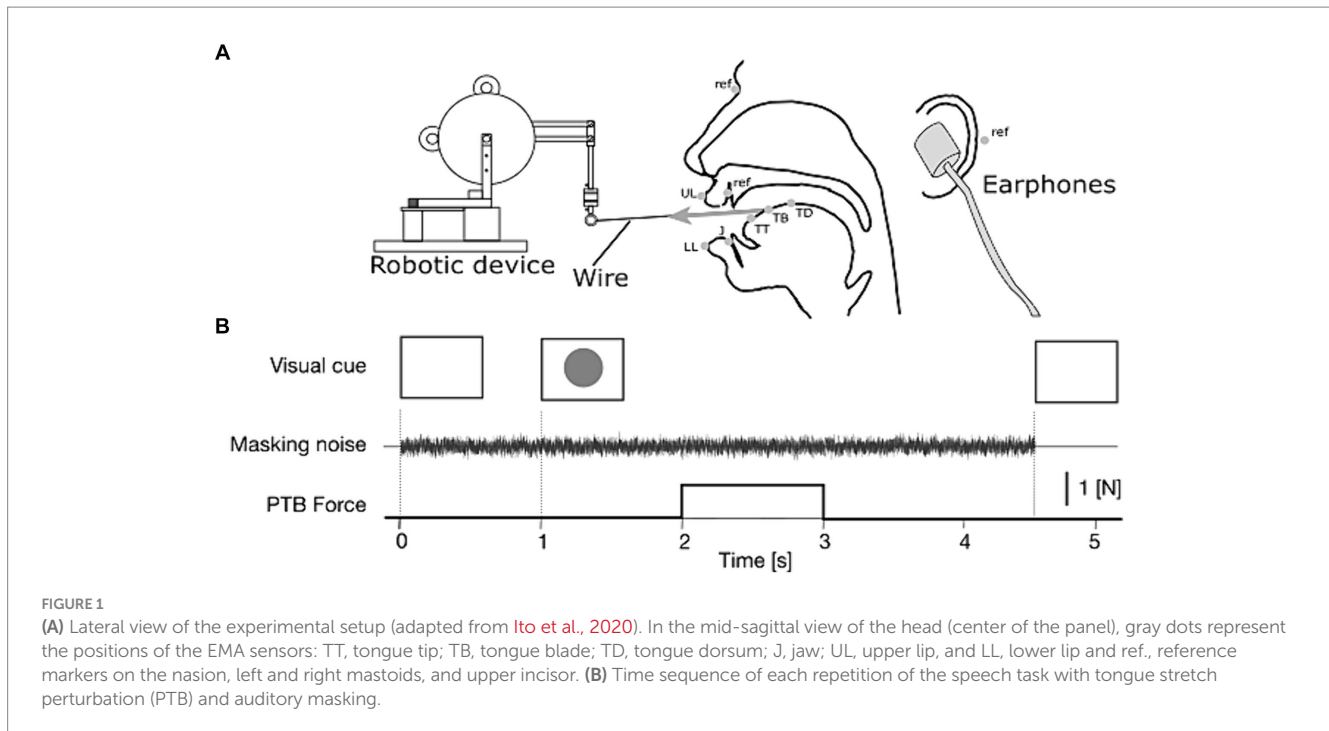 A
ref
ref
UL
ref
Earphones
TB
TD
TT
J
LL
Robotic device
Wire
B
Visual cue
Masking noise
1 [N]
PTB Force
0
1
2
3
4
5
Time [s]
FIGURE 1
(A) Lateral view of the experimental setup (adapted from Ito et al., 2020). In the mid-sagittal view of the head (center of the panel), gray dots represent
the positions of the EMA sensors: TT, tongue tip; TB, tongue blade; TD, tongue dorsum; J, jaw; UL, upper lip, and LL, lower lip and ref., reference
markers on the nasion, left and right mastoids, and upper incisor. (B) Time sequence of each repetition of the speech task with tongue stretch
perturbation (PTB) and auditory masking.